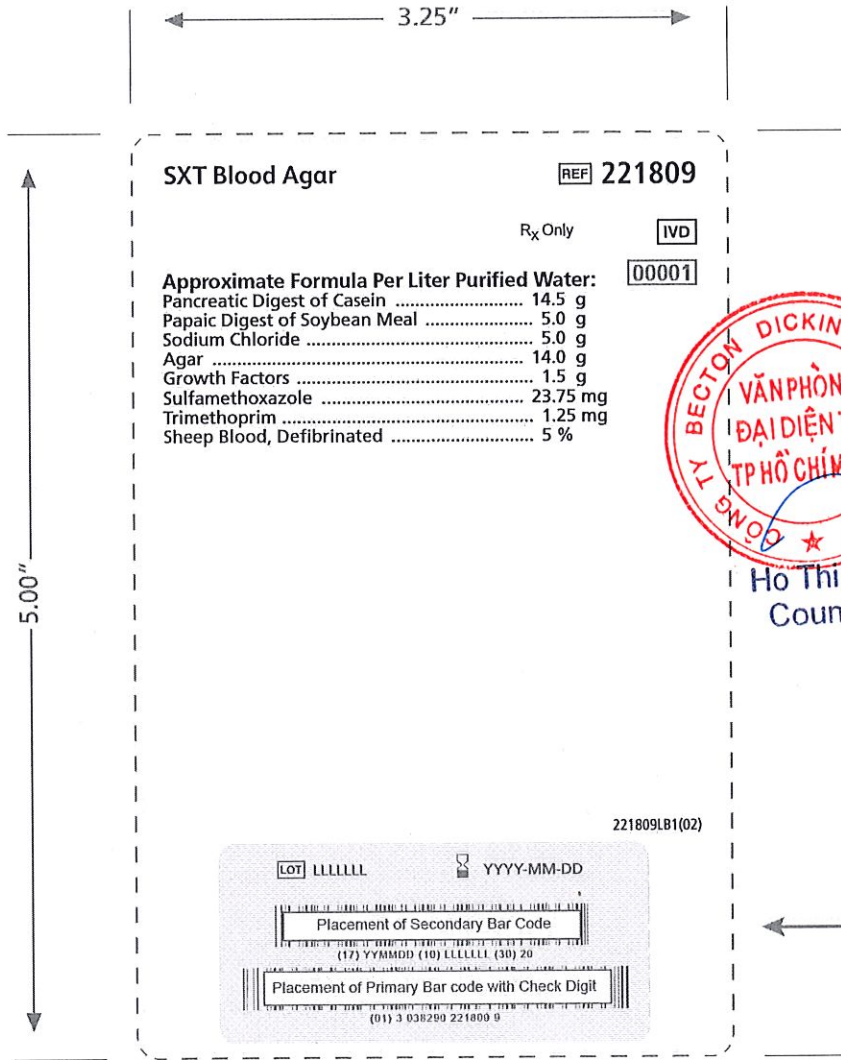 3.25"
SXT Blood Agar REF 221809
Rx Only IVD
00001
Approximate Formula Per Liter Purified Water:
Pancreatic Digest of Casein ........................ 14.5 g
Papaic Digest of Soybean Meal .................... 5.0 g
Sodium Chloride ......................................... 5.0 g
Agar .......................................................... 14.0 g
Growth Factors ........................................... 1.5 g
Sulfamethoxazole ...................................... 23.75 mg
Trimethoprim .............................................. 1.25 mg
Sheep Blood, Defibrinated ........................... 5 %
5.00"
CÔNG TY BECTON DICKIN
VĂN PHÒN
ĐẠI DIỆN T
TP HỒ CHÍ M
Ho Thi
Coun
221809LB1(02)
LOT LLLLLLL YYYY-MM-DD
Placement of Secondary Bar Code
(17) YYMMDD (10) LLLLLLL (30) 20
Placement of Primary Bar code with Check Digit
(01) 3 038290 221800 9